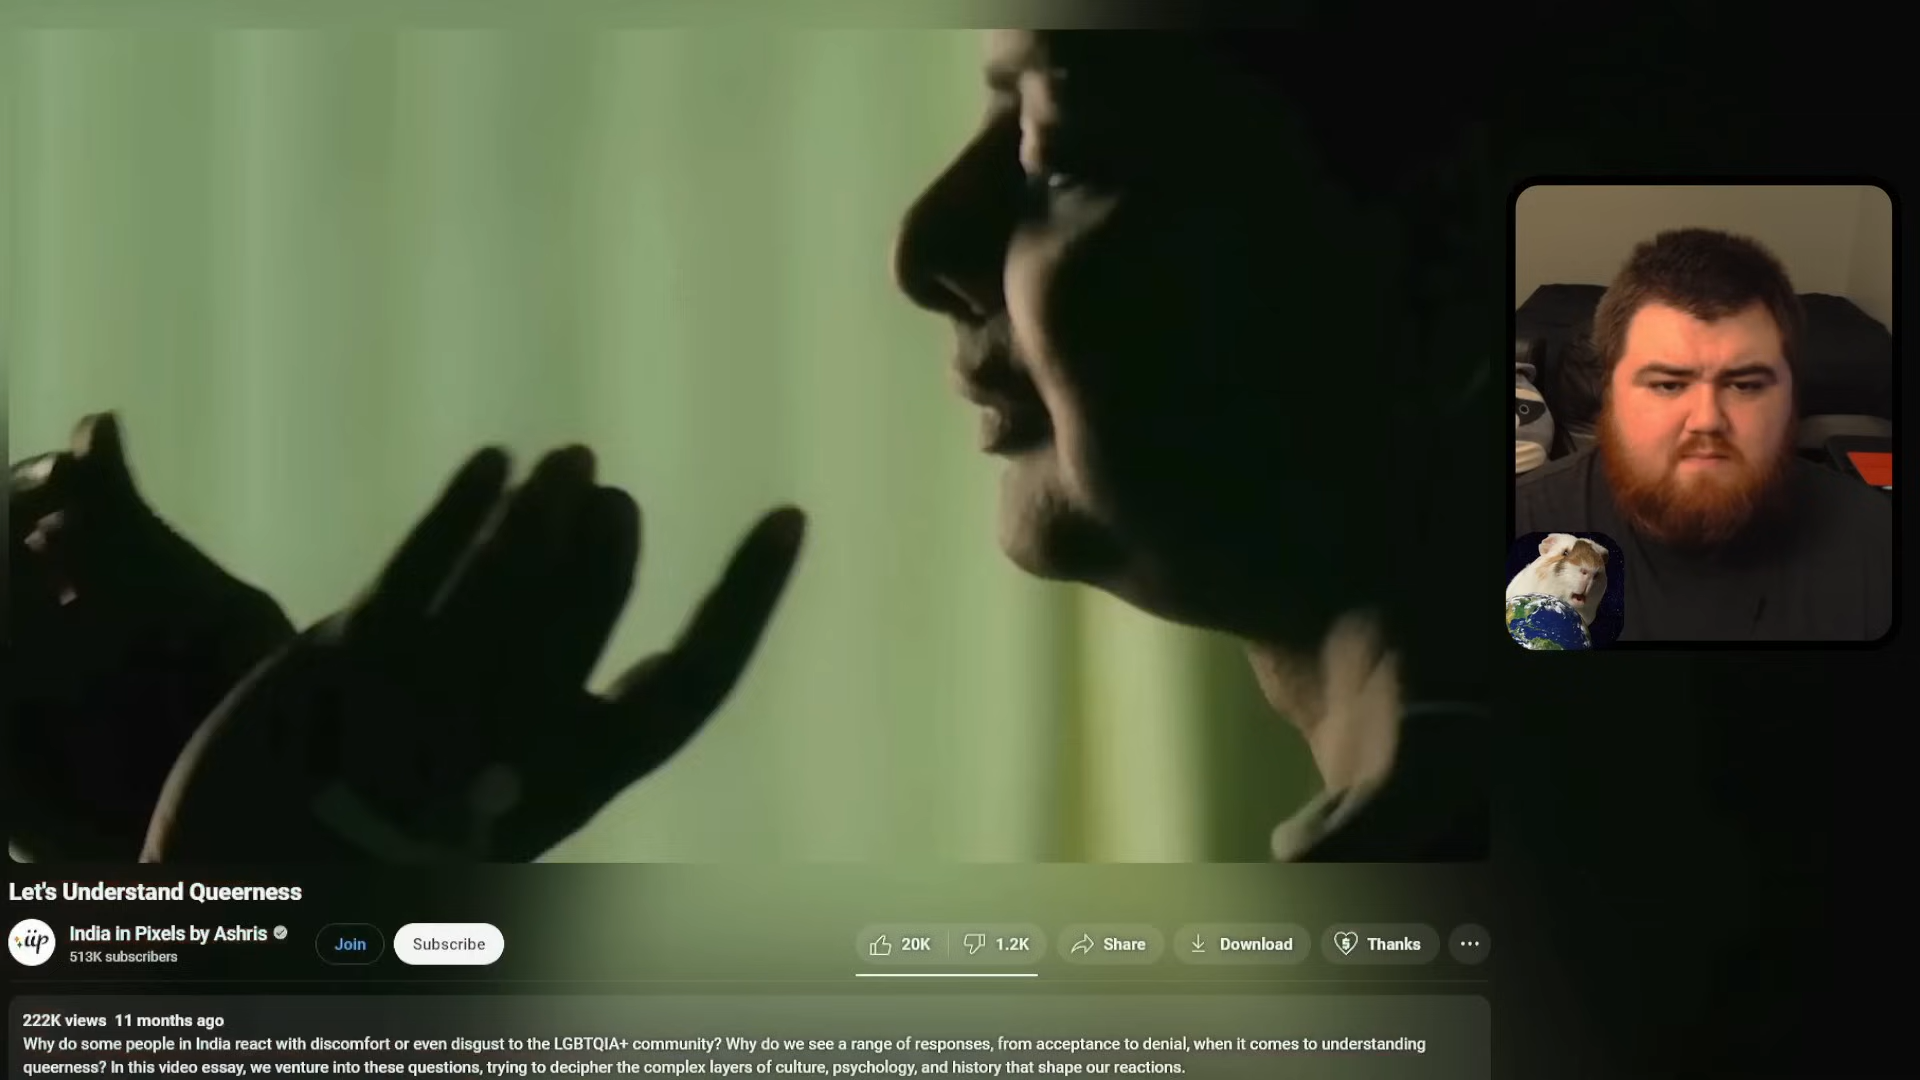 Let's Understand Queerness
iip
India in Pixels by Ashris
513K subscribers
Join
Subscribe
20K
1.2K
Share
Download
Thanks
222K views 11 months ago
Why do some people in India react with discomfort or even disgust to the LGBTQIA+ community? Why do we see a range of responses, from acceptance to denial, when it comes to understanding
queerness? In this video essay, we venture into these questions, trying to decipher the complex layers of culture, psychology, and history that shape our reactions.